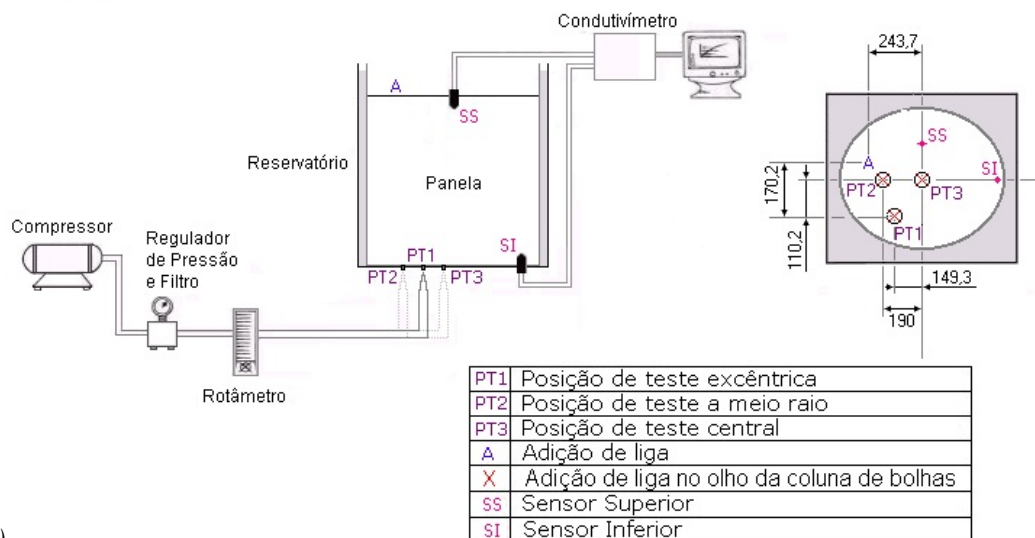 Condutivímetro
A
SS
Reservatório
Panela
Compressor
Regulador
de Pressão
e Filtro
SI
PT1
PT2
PT3
Rotâmetro
243,7
SS
A
SI
PT2
PT3
PT1
170,2
110,2
149,3
190
PT1 Posição de teste excêntrica
PT2 Posição de teste a meio raio
PT3 Posição de teste central
A Adição de liga
X Adição de liga no olho da coluna de bolhas
SS Sensor Superior
SI Sensor Inferior
)